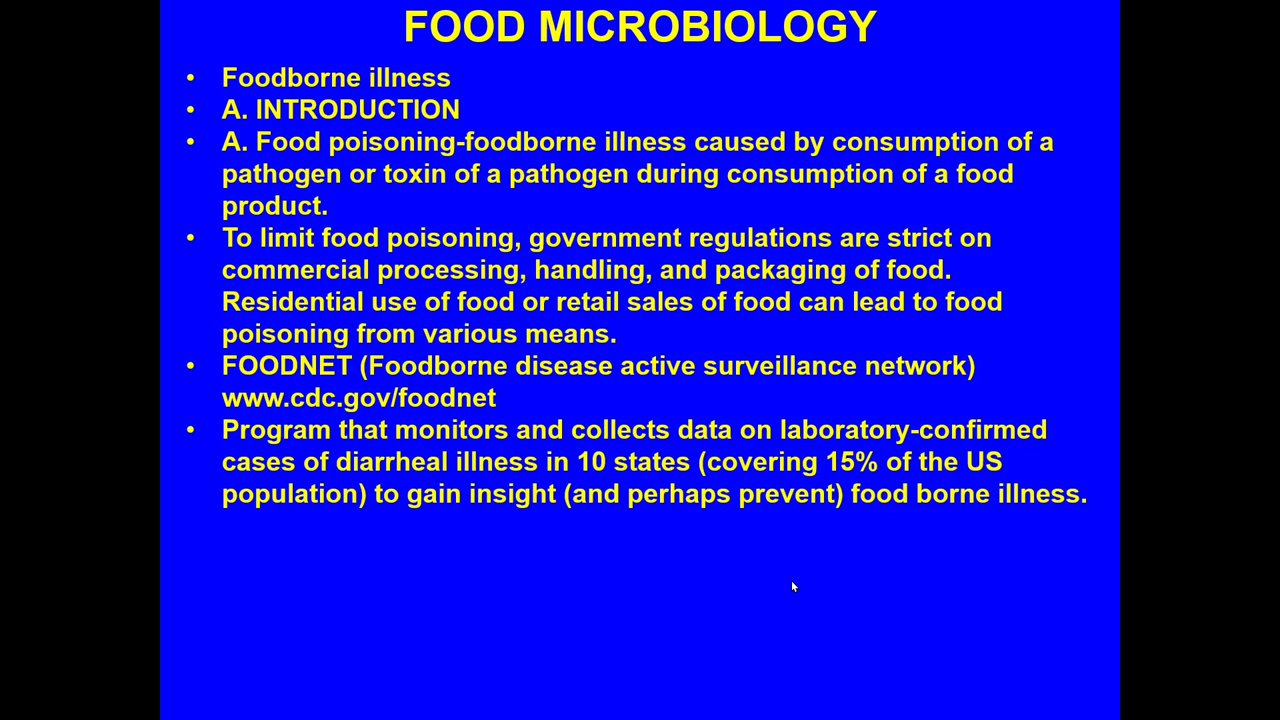 FOOD MICROBIOLOGY
• Foodborne illness
• A. INTRODUCTION
• A. Food poisoning-foodborne illness caused by consumption of a
pathogen or toxin of a pathogen during consumption of a food
product.
• To limit food poisoning, government regulations are strict on
commercial processing, handling, and packaging of food.
Residential use of food or retail sales of food can lead to food
poisoning from various means.
• FOODNET (Foodborne disease active surveillance network)
www.cdc.gov/foodnet
• Program that monitors and collects data on laboratory-confirmed
cases of diarrheal illness in 10 states (covering 15% of the US
population) to gain insight (and perhaps prevent) food borne illness.